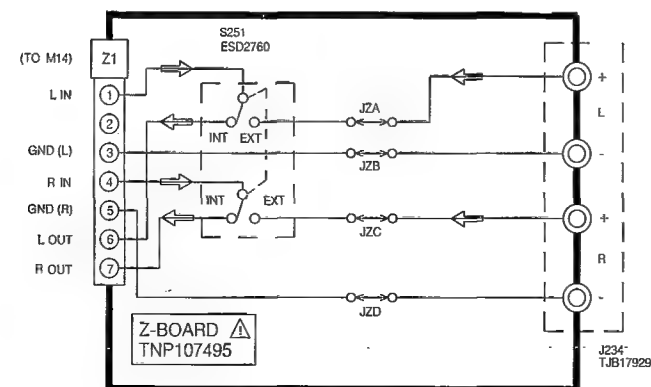 S251
ESD2760
(TO M14)
Z1
L IN
1
2
GND (L)
3
R IN
4
GND (R)
5
L OUT
6
R OUT
7
INT EXT
INT EXT
JZA
JZB
JZC
JZD
+
L
-
+
R
-
Z-BOARD ⚠
TNP107495
J234
TJB17929